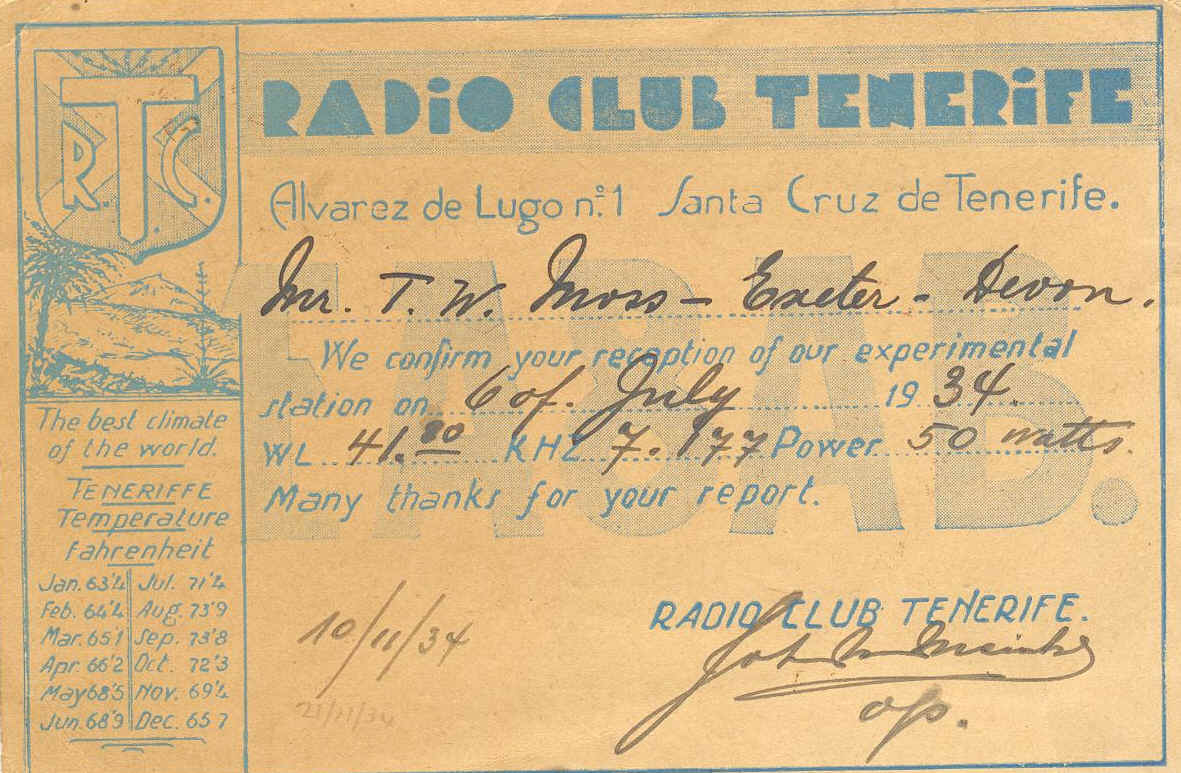 R.T.C.
RADiO CLUB TENERiFE
Alvarez de Lugo n.º 1 Santa Cruz de Tenerife.
EA8AB.
Mr. T. W. Moss - Exeter - Devon.
We confirm your reception of our experimental
station on 6 of. July 1934.
WL 41.80 KHZ 7.177 Power 50 watts.
Many thanks for your report.
RADIO CLUB TENERIFE.
op.
10/11/34
21/11/34
The best climate
of the world.
TENERIFFE
Temperature
Fahrenheit
Jan. 63'4 Jul. 71'4
Feb. 64'4 Aug. 73'9
Mar. 651 Sep. 73'8
Apr. 66'2 Oct. 72'3
May 68'5 Nov. 69'4
Jun. 68'9 Dec. 657